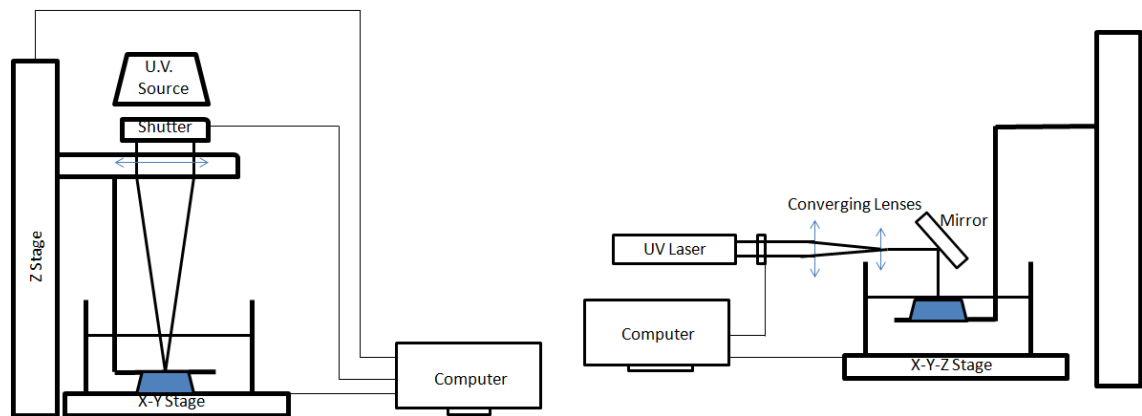 U.V.
Source
Shutter
Z Stage
X-Y Stage
Computer
Converging Lenses
Mirror
UV Laser
Computer
X-Y-Z Stage